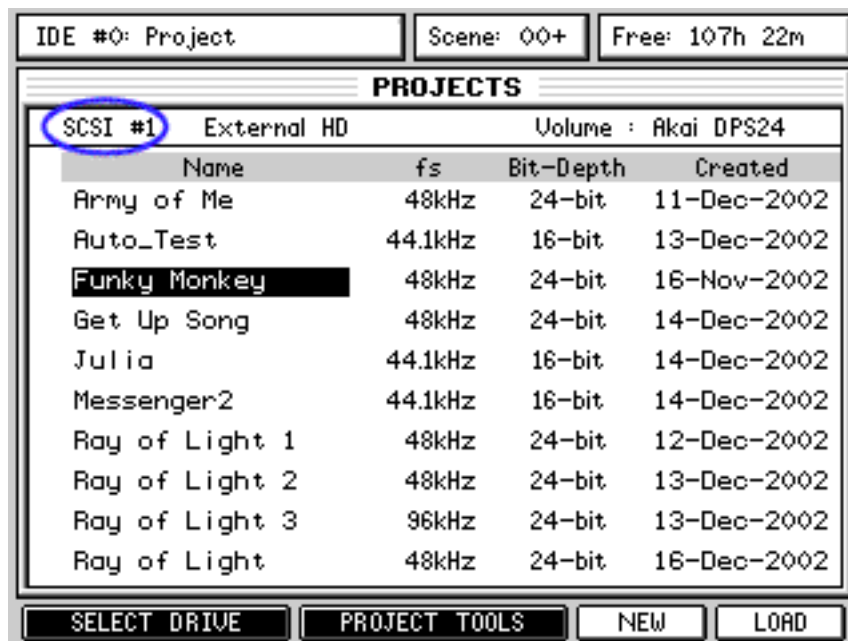 IDE #0: Project Scene: 00+ Free: 107h 22m
PROJECTS
SCSI #1 External HD Volume : Akai DPS24
Name fs Bit-Depth Created
Army of Me 48kHz 24-bit 11-Dec-2002
Auto_Test 44.1kHz 16-bit 13-Dec-2002
Funky Monkey 48kHz 24-bit 16-Nov-2002
Get Up Song 48kHz 24-bit 14-Dec-2002
Julia 44.1kHz 16-bit 14-Dec-2002
Messenger2 44.1kHz 16-bit 14-Dec-2002
Ray of Light 1 48kHz 24-bit 12-Dec-2002
Ray of Light 2 48kHz 24-bit 13-Dec-2002
Ray of Light 3 96kHz 24-bit 13-Dec-2002
Ray of Light 48kHz 24-bit 16-Dec-2002
SELECT DRIVE PROJECT TOOLS NEW LOAD